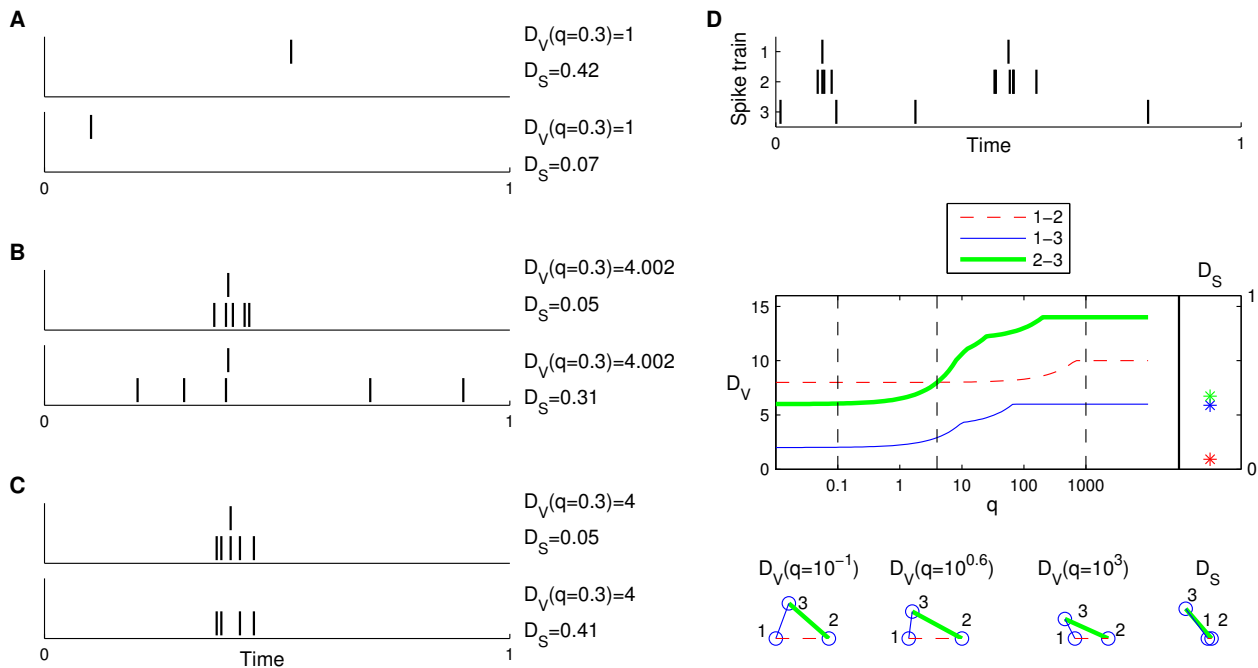 A
D_V(q=0.3)=1
D_S=0.42
D_V(q=0.3)=1
D_S=0.07
0 1
B
D_V(q=0.3)=4.002
D_S=0.05
D_V(q=0.3)=4.002
D_S=0.31
0 1
C
D_V(q=0.3)=4
D_S=0.05
D_V(q=0.3)=4
D_S=0.41
0 Time 1
D
Spike train
1
2
3
0 Time 1
1−2
1−3
2−3
D_S
15
10
5
0
D_V
1
0
0.1 1 10 100 1000
q
D_V(q=10^{-1}) D_V(q=10^{0.6}) D_V(q=10^3) D_S
3 3 3 3
1 2 1 2 1 2 1 2